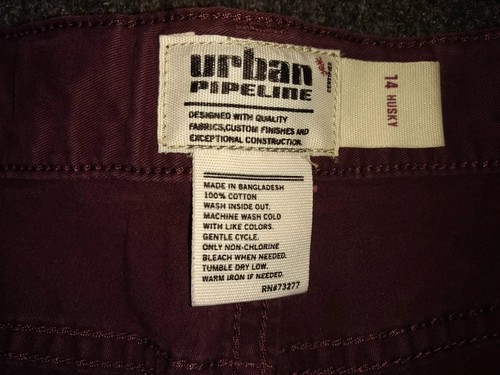 urban
PIPELINE
DESIGNED WITH QUALITY
FABRICS,CUSTOM FINISHES AND
EXCEPTIONAL CONSTRUCTION.
14 HUSKY
MADE IN BANGLADESH
100% COTTON
WASH INSIDE OUT.
MACHINE WASH COLD
WITH LIKE COLORS.
GENTLE CYCLE.
ONLY NON-CHLORINE
BLEACH WHEN NEEDED.
TUMBLE DRY LOW.
WARM IRON IF NEEDED.
RN#73277